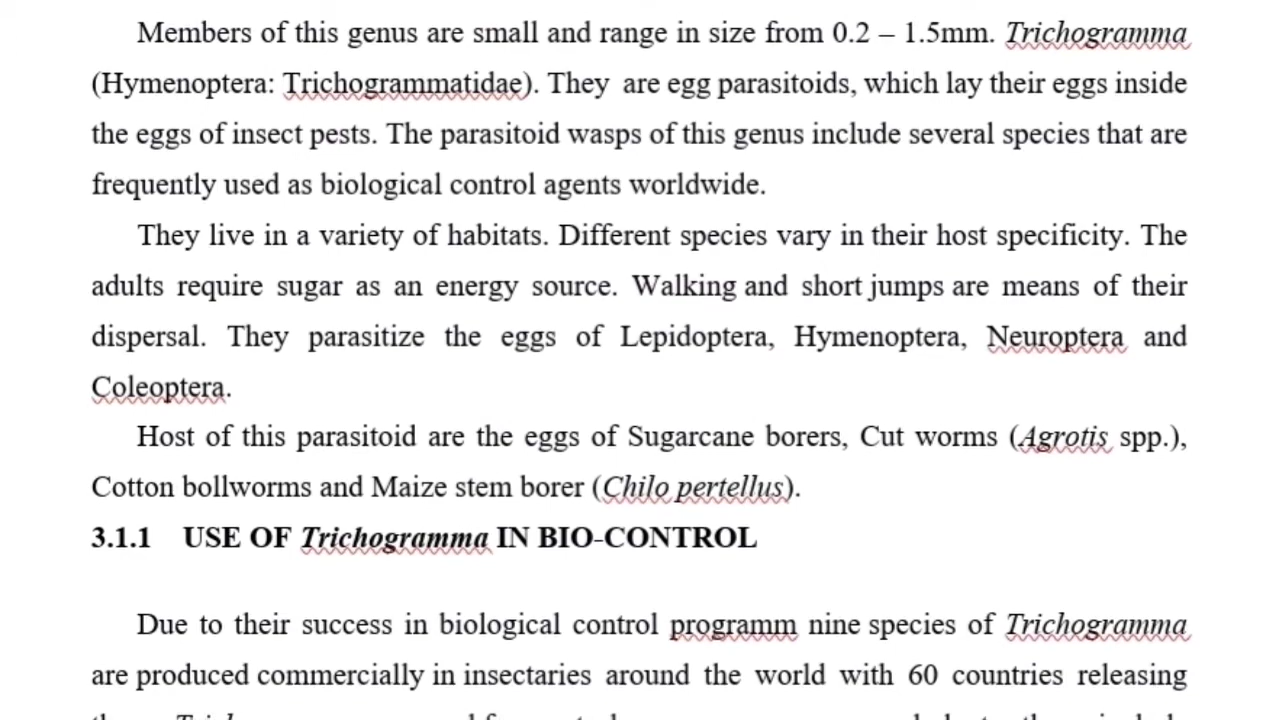 Members of this genus are small and range in size from 0.2 – 1.5mm. Trichogramma
(Hymenoptera: Trichogrammatidae). They are egg parasitoids, which lay their eggs inside
the eggs of insect pests. The parasitoid wasps of this genus include several species that are
frequently used as biological control agents worldwide.
They live in a variety of habitats. Different species vary in their host specificity. The
adults require sugar as an energy source. Walking and short jumps are means of their
dispersal. They parasitize the eggs of Lepidoptera, Hymenoptera, Neuroptera and
Coleoptera.
Host of this parasitoid are the eggs of Sugarcane borers, Cut worms (Agrotis spp.),
Cotton bollworms and Maize stem borer (Chilo pertellus).
3.1.1 USE OF Trichogramma IN BIO-CONTROL
Due to their success in biological control programm nine species of Trichogramma
are produced commercially in insectaries around the world with 60 countries releasing